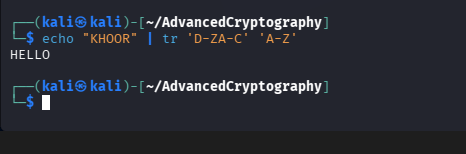 ┌──(kali㉿kali)-[~/AdvancedCryptography]
└─$ echo "KHOOR" | tr 'D-ZA-C' 'A-Z'
HELLO
┌──(kali㉿kali)-[~/AdvancedCryptography]
└─$